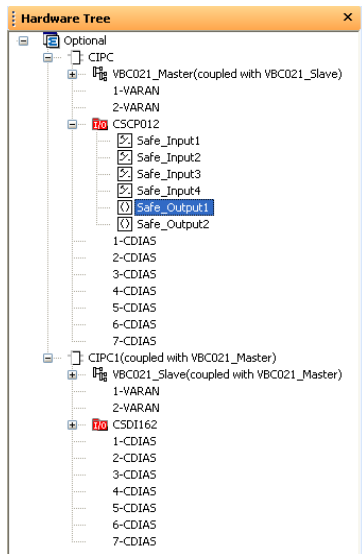 Hardware Tree
Optional
CIPC
VBC021_Master(coupled with VBC021_Slave)
1-VARAN
2-VARAN
I/o CSCP012
Safe_Input1
Safe_Input2
Safe_Input3
Safe_Input4
Safe_Output1
Safe_Output2
1-CDIAS
2-CDIAS
3-CDIAS
4-CDIAS
5-CDIAS
6-CDIAS
7-CDIAS
CIPC1(coupled with VBC021_Master)
VBC021_Slave(coupled with VBC021_Master)
1-VARAN
2-VARAN
I/o CSDI162
1-CDIAS
2-CDIAS
3-CDIAS
4-CDIAS
5-CDIAS
6-CDIAS
7-CDIAS